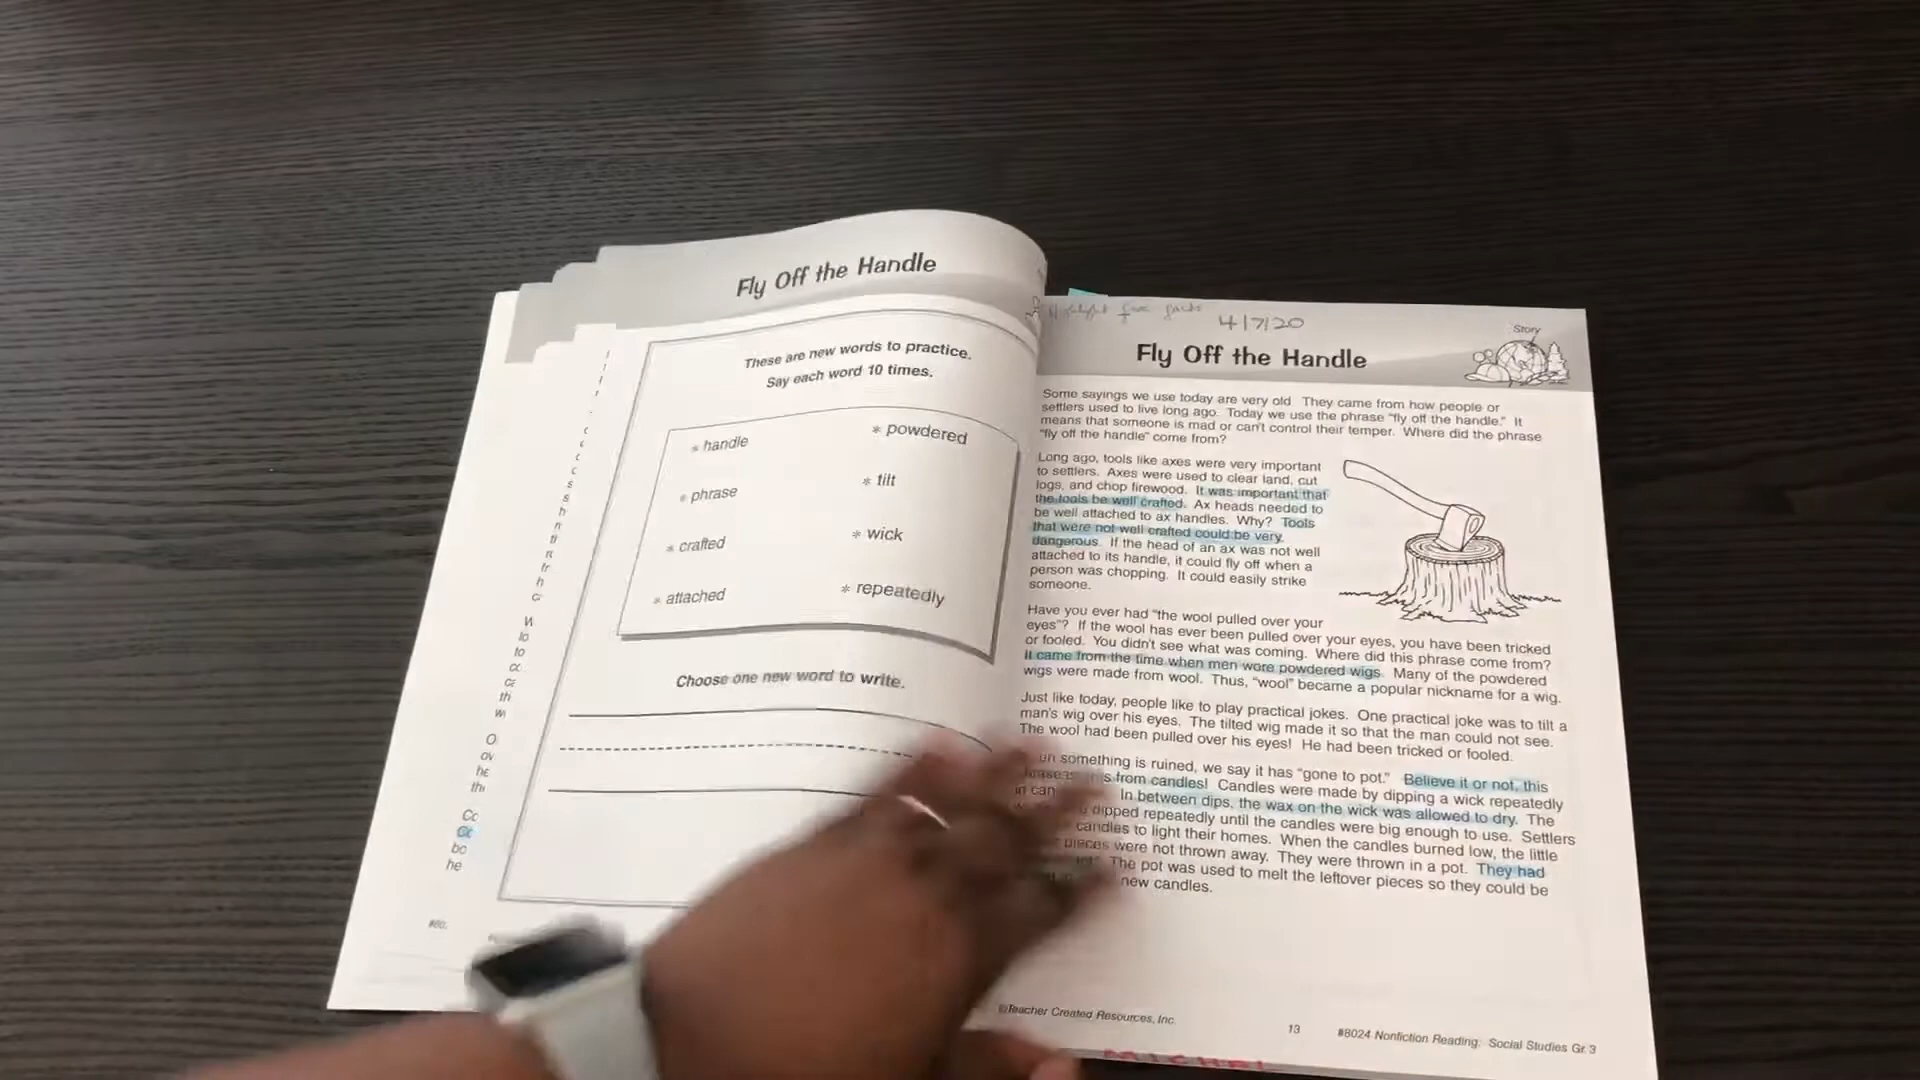 Fly Off the Handle
These are new words to practice.
Say each word 10 times.
* handle
* powdered
* phrase
* tilt
* crafted
* wick
* attached
* repeatedly
Choose one new word to write.
4/7/20
Story
Fly Off the Handle
Some sayings we use today are very old. They came from how people or
settlers used to live long ago. Today we use the phrase "fly off the handle." It
means that someone is mad or can't control their temper. Where did the phrase
"fly off the handle" come from?
Long ago, tools like axes were very important
to settlers. Axes were used to clear land, cut
logs, and chop firewood. It was important that
the tools be well crafted. Ax heads needed to
be well attached to ax handles. Why? Tools
that were not well crafted could be very
dangerous. If the head of an ax was not well
attached to its handle, it could fly off when a
person was chopping. It could easily strike
someone.
Have you ever had "the wool pulled over your
eyes"? If the wool has ever been pulled over your eyes, you have been tricked
or fooled. You didn't see what was coming. Where did this phrase come from?
It came from the time when men wore powdered wigs. Many of the powdered
wigs were made from wool. Thus, "wool" became a popular nickname for a wig.
Just like today, people like to play practical jokes. One practical joke was to tilt a
man's wig over his eyes. The tilted wig made it so that the man could not see.
The wool had been pulled over his eyes! He had been tricked or fooled.
something is ruined, we say it has "gone to pot." Believe it or not, this
is from candles! Candles were made by dipping a wick repeatedly
In between dips, the wax on the wick was allowed to dry. The
dipped repeatedly until the candles were big enough to use. Settlers
candles to light their homes. When the candles burned low, the little
pieces were not thrown away. They were thrown in a pot. They had
The pot was used to melt the leftover pieces so they could be
new candles.
©Teacher Created Resources, Inc.
13
#8024 Nonfiction Reading: Social Studies Gr. 3